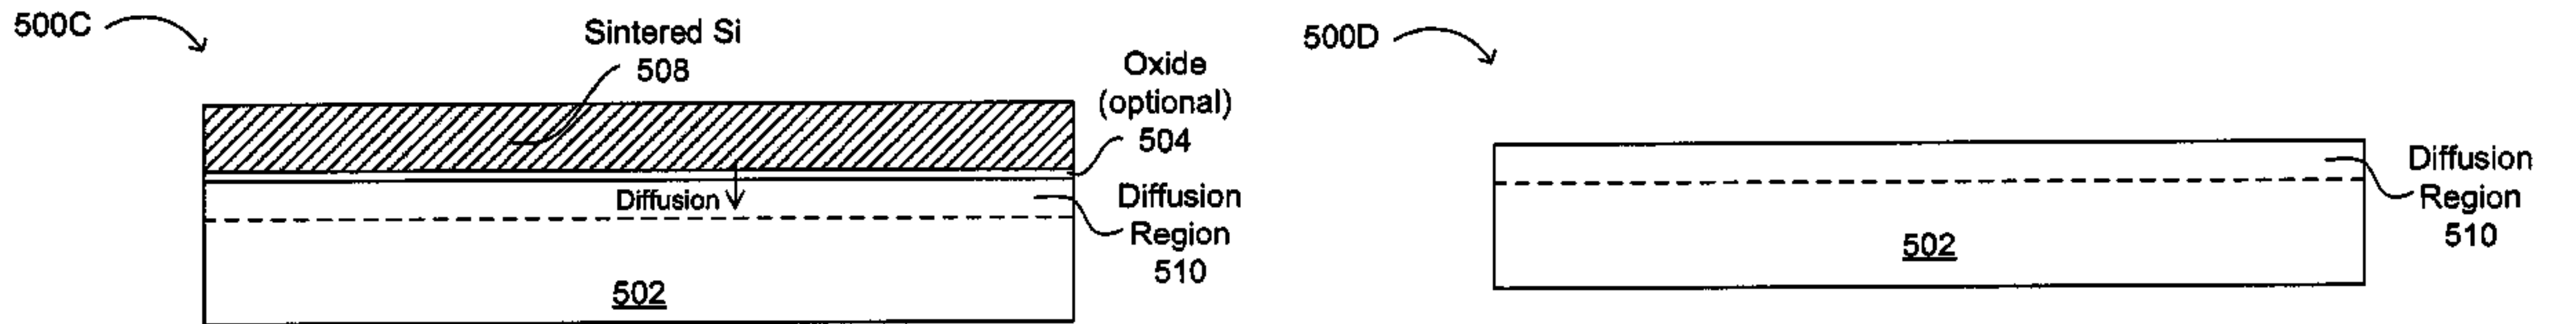 500C
Sintered Si
508
Oxide
(optional)
504
Diffusion
Diffusion
Region
510
502
500D
Diffusion
Region
510
502